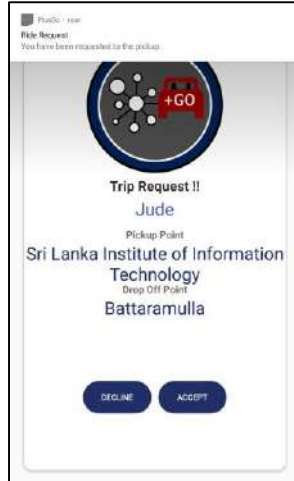 PlusGo • now
Ride Request
You have been requested to the pickup
+GO
Trip Request !!
Jude
Pickup Point
Sri Lanka Institute of Information
Technology
Drop Off Point
Battaramulla
DECLINE ACCEPT